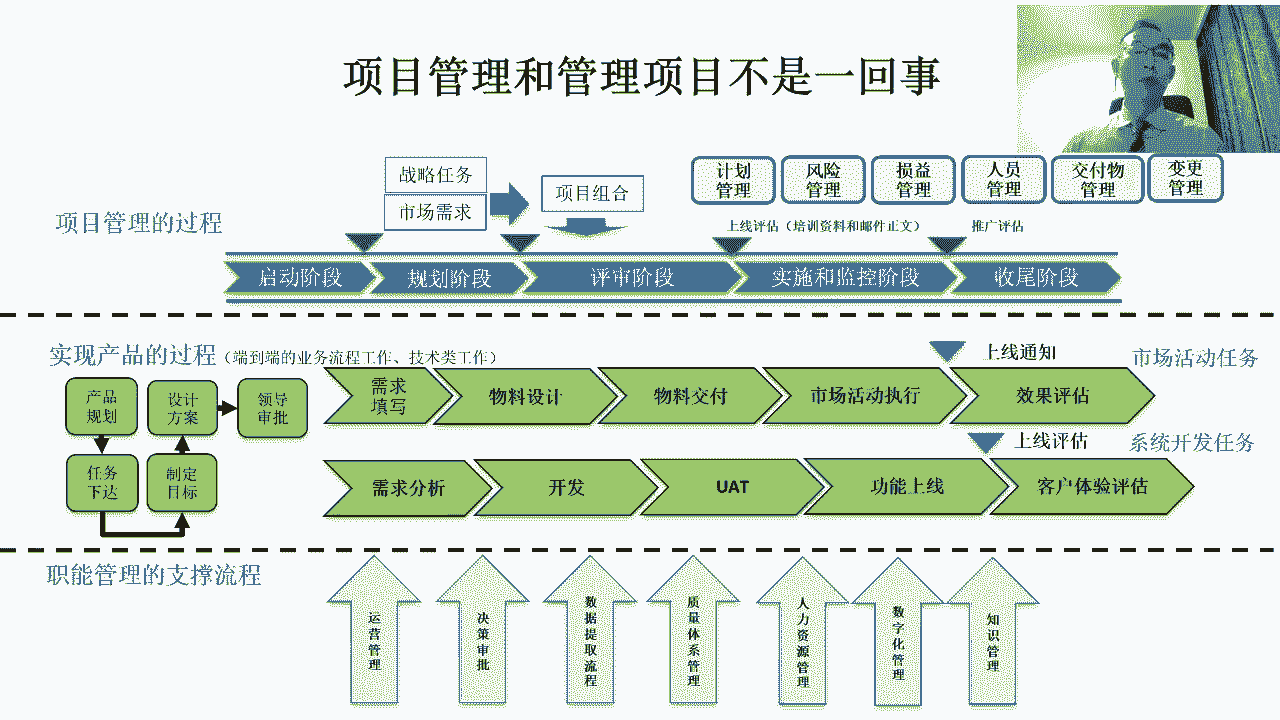 项目管理和管理项目不是一回事
战略任务
市场需求
项目组合
计划
管理
风险
管理
损益
管理
人员
管理
交付物
管理
变更
管理
项目管理的过程
上线评估（培训资料和邮件正文）
推广评估
启动阶段
规划阶段
评审阶段
实施和监控阶段
收尾阶段
实现产品的过程（端到端的业务流程工作、技术类工作）
上线通知
市场活动任务
产品
规划
设计
方案
领导
审批
任务
下达
制定
目标
需求
填写
物料设计
物料交付
市场活动执行
效果评估
上线评估
系统开发任务
需求分析
开发
UAT
功能上线
客户体验评估
职能管理的支撑流程
运营管理
决策审批
数据提取流程
质量体系管理
人力资源管理
数字化管理
知识管理